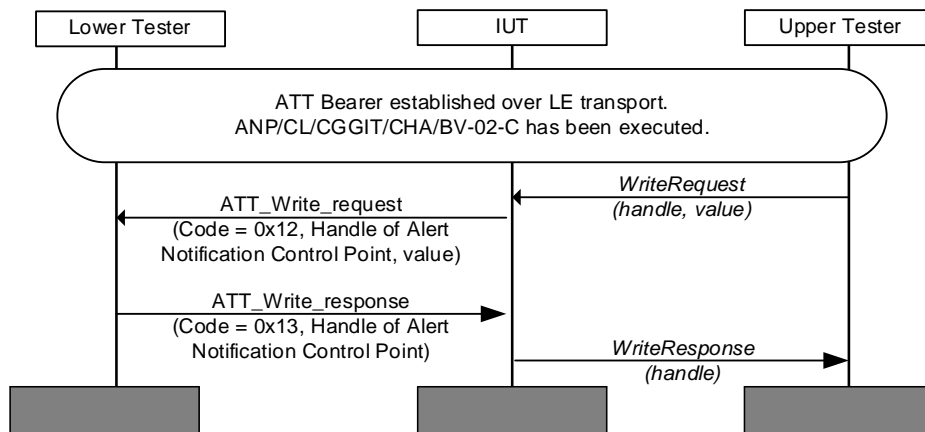 Lower Tester
IUT
Upper Tester
ATT Bearer established over LE transport.
ANP/CL/CGGIT/CHA/BV-02-C has been executed.
WriteRequest
(handle, value)
ATT_Write_request
(Code = 0x12, Handle of Alert
Notification Control Point, value)
ATT_Write_response
(Code = 0x13, Handle of Alert
Notification Control Point)
WriteResponse
(handle)